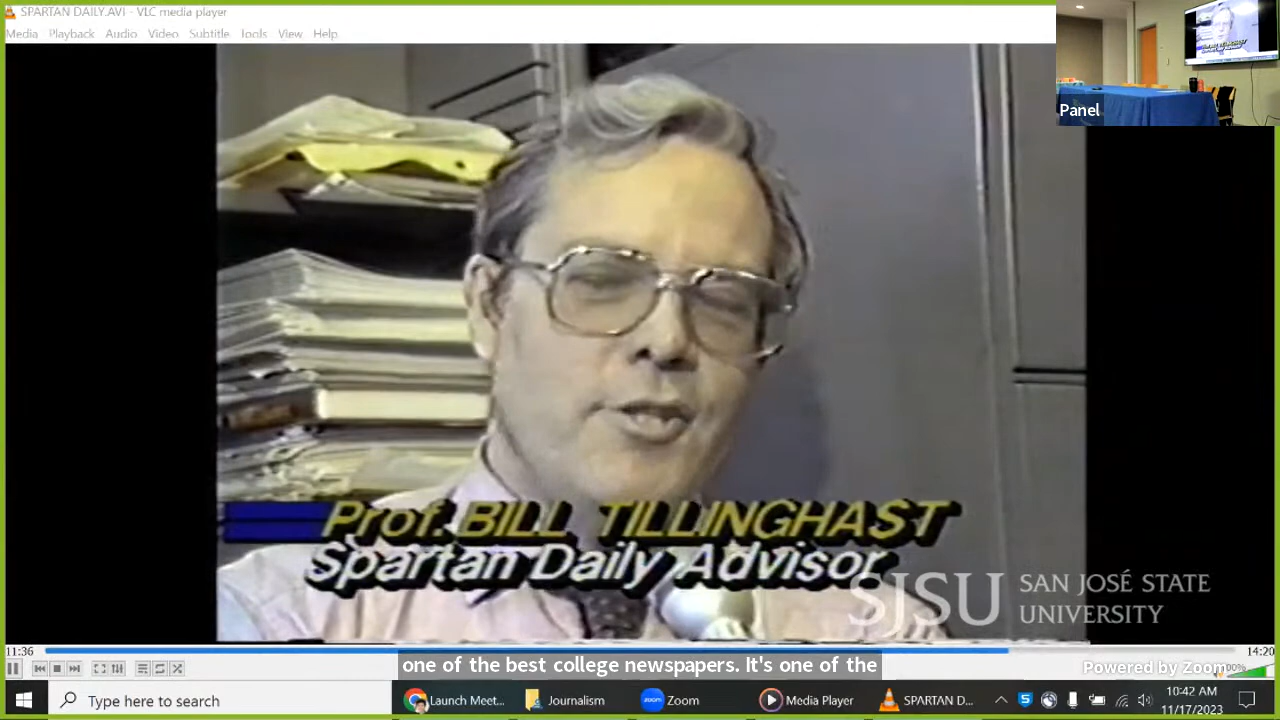 SPARTAN DAILY.AVI - VLC media player
Media Playback Audio Video Subtitle Tools View Help
Panel
Prof. BILL TILLINGHAST
Spartan Daily Advisor
SJSU SAN JOSÉ STATE
UNIVERSITY
11:36
14:20
one of the best college newspapers. It's one of the
Powered by Zoom
Type here to search
Launch Meet...
Journalism
Zoom
Media Player
SPARTAN D...
10:42 AM
11/17/2023